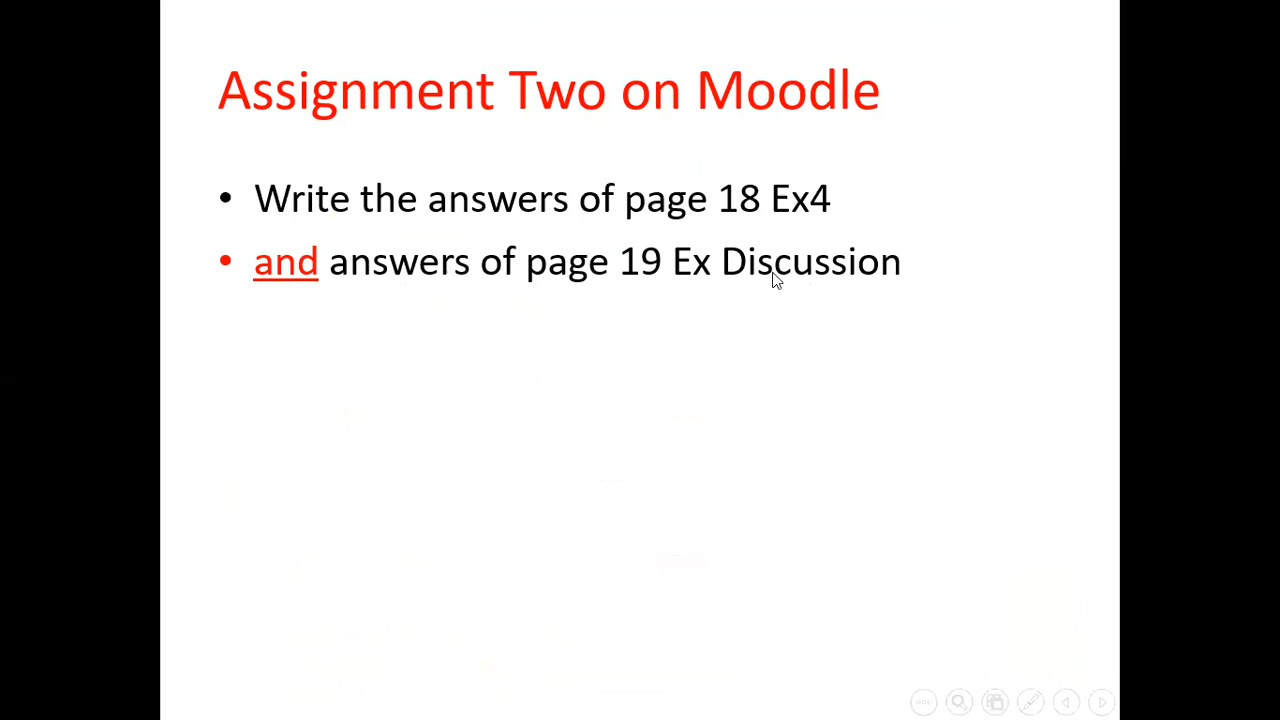 Assignment Two on Moodle
• Write the answers of page 18 Ex4
• and answers of page 19 Ex Discussion